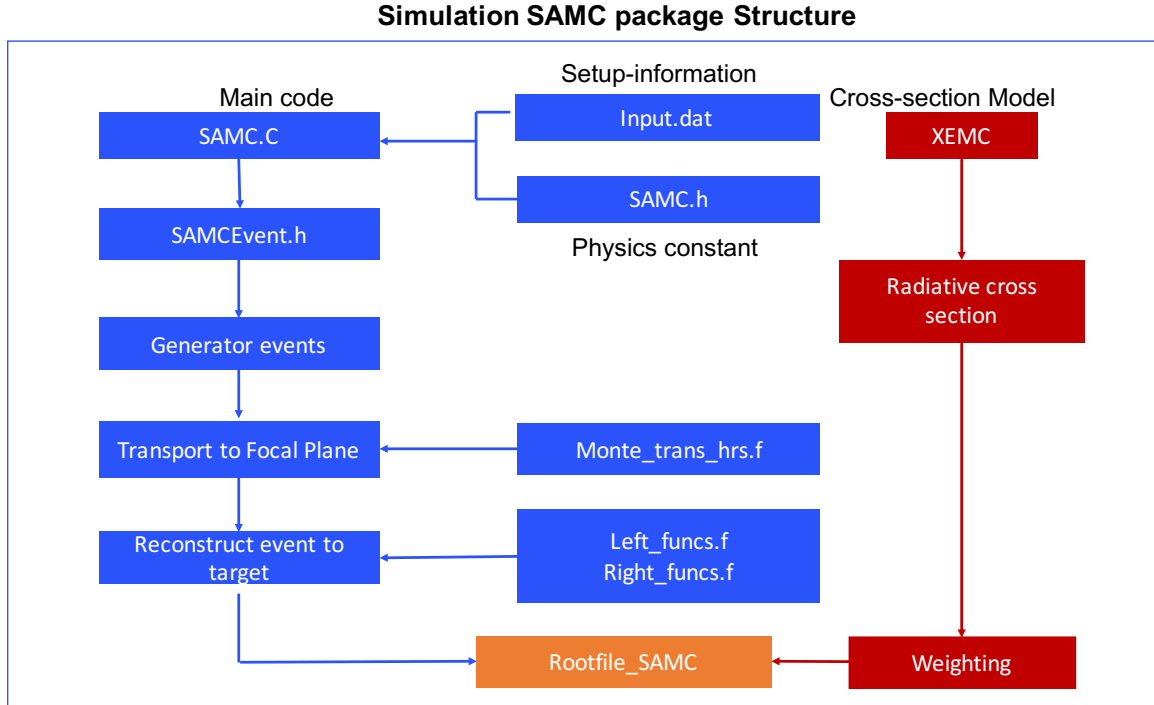 Simulation SAMC package Structure
Setup-information
Main code
Cross-section Model
Input.dat
SAMC.C
XEMC
SAMC.h
SAMCEvent.h
Physics constant
Radiative cross
section
Generator events
Transport to Focal Plane
Monte_trans_hrs.f
Reconstruct event to
target
Left_funcs.f
Right_funcs.f
Rootfile_SAMC
Weighting